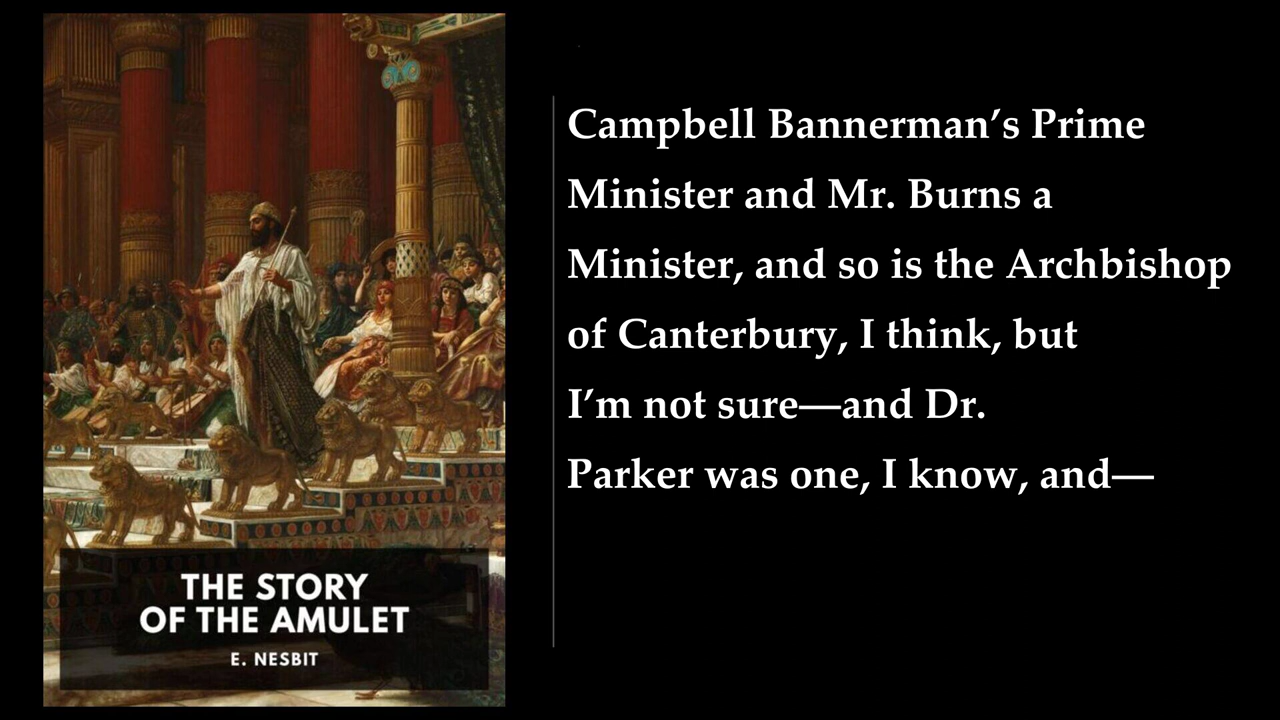 THE STORY
OF THE AMULET
E. NESBIT
Campbell Bannerman’s Prime
Minister and Mr. Burns a
Minister, and so is the Archbishop
of Canterbury, I think, but
I’m not sure—and Dr.
Parker was one, I know, and—